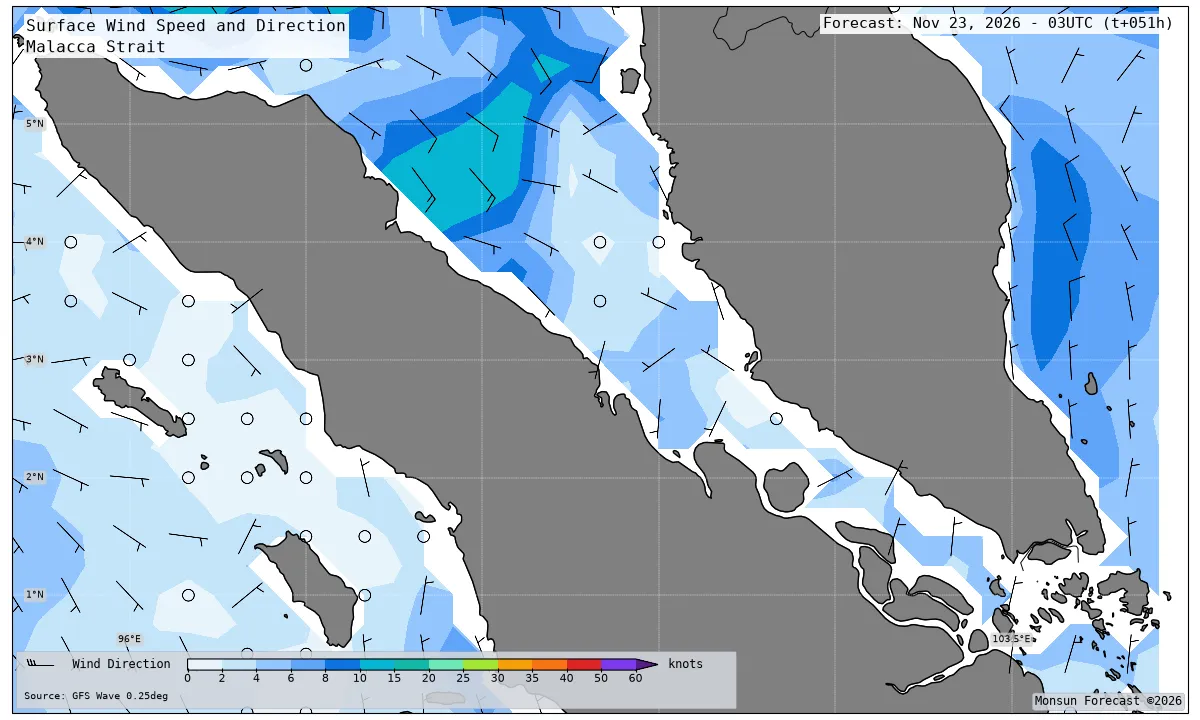 Surface Wind Speed and Direction
Malacca Strait
Forecast: Nov 23, 2026 - 03UTC (t+051h)
5°N
4°N
3°N
2°N
1°N
96°E
103.5°E
Wind Direction
knots
0 2 4 6 8 10 12 15 20 25 30 35 40 50 60
Source: GFS Wave 0.25deg
Monsun Forecast ©2026